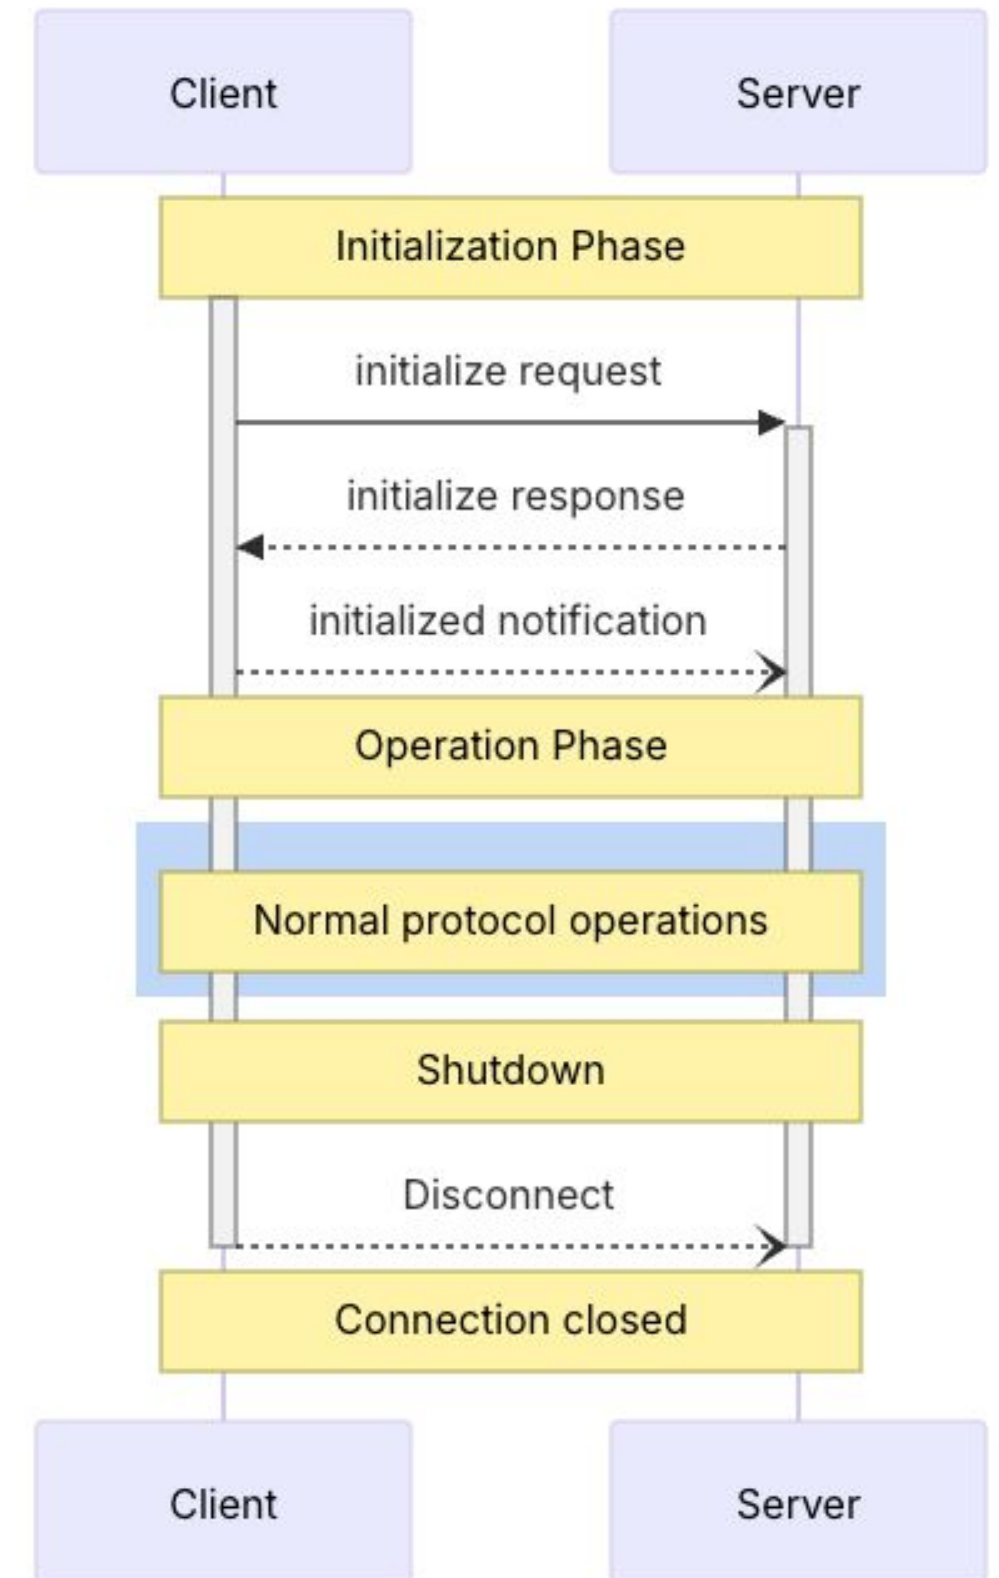 Client
Server
Initialization Phase
initialize request
initialize response
initialized notification
Operation Phase
Normal protocol operations
Shutdown
Disconnect
Connection closed
Client
Server